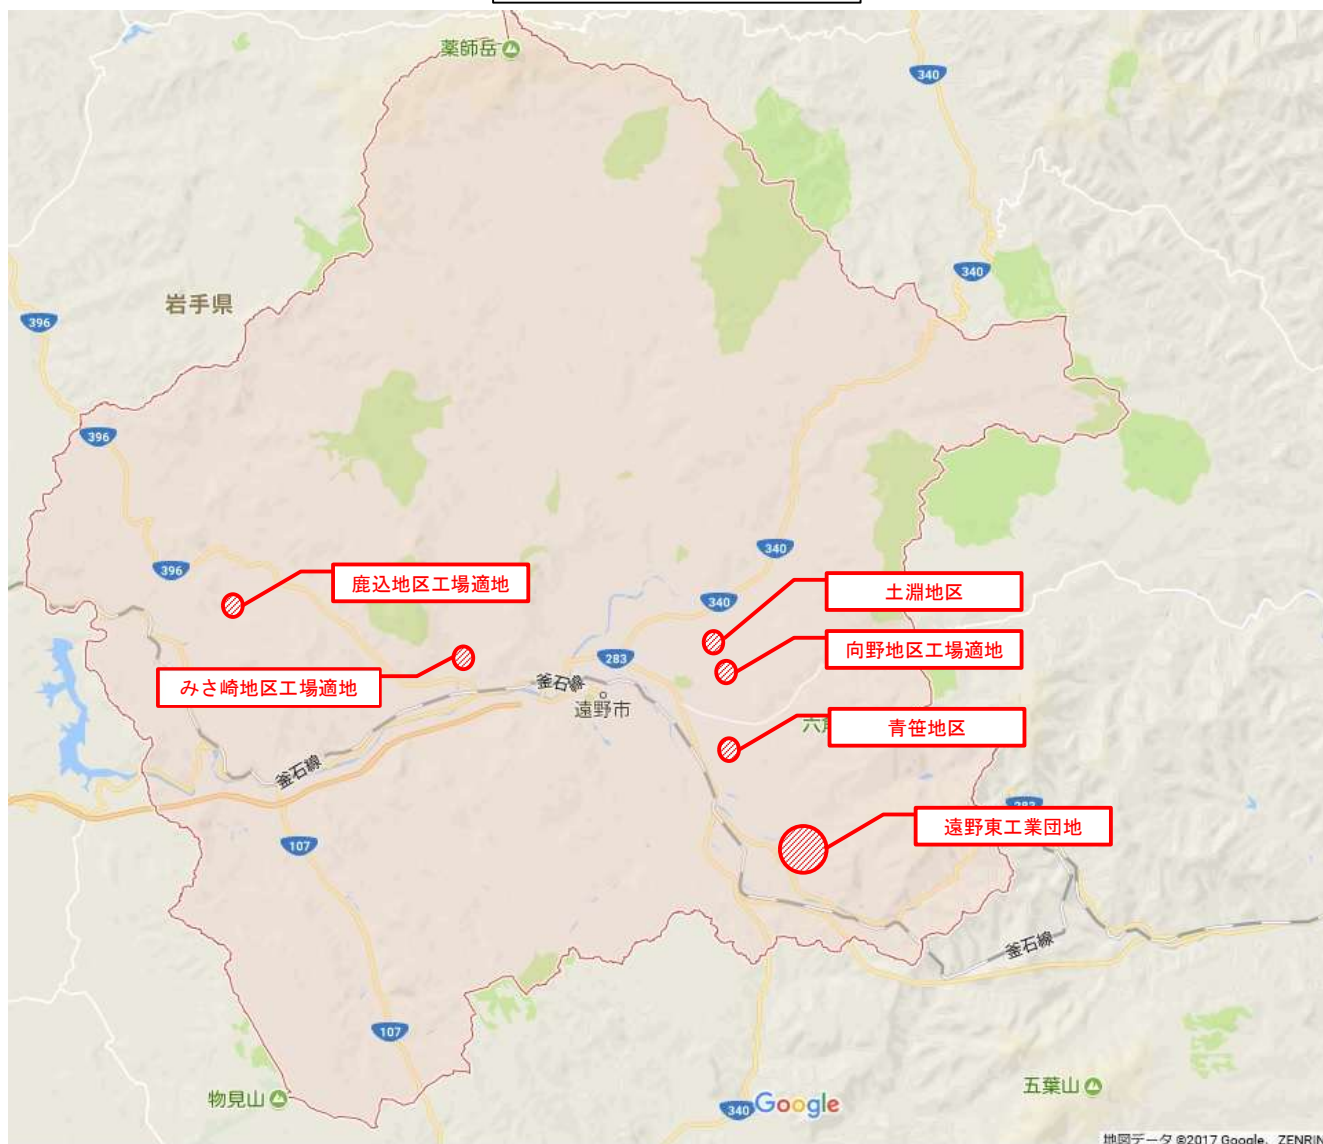 薬師岳
340
340
岩手県
396
396
340
396
鹿込地区工場適地
土淵地区
340
向野地区工場適地
283
みさ崎地区工場適地
釜石線
遠野市
青笹地区
六角
釜石線
283
遠野東工業団地
107
釜石線
107
五葉山
物見山
340
Google
地図データ ©2017 Google、ZENRIN